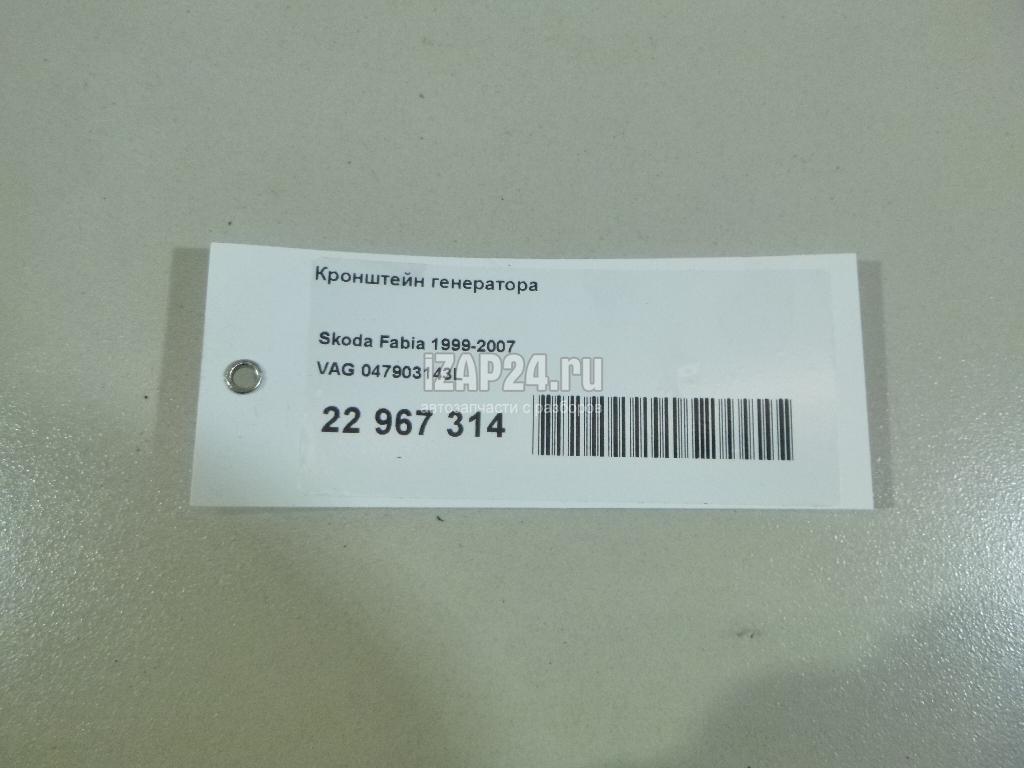 Кронштейн генератора
Skoda Fabia 1999-2007
VAG 047903143L
iZAP24.ru
автозапчасти с разборов
22 967 314